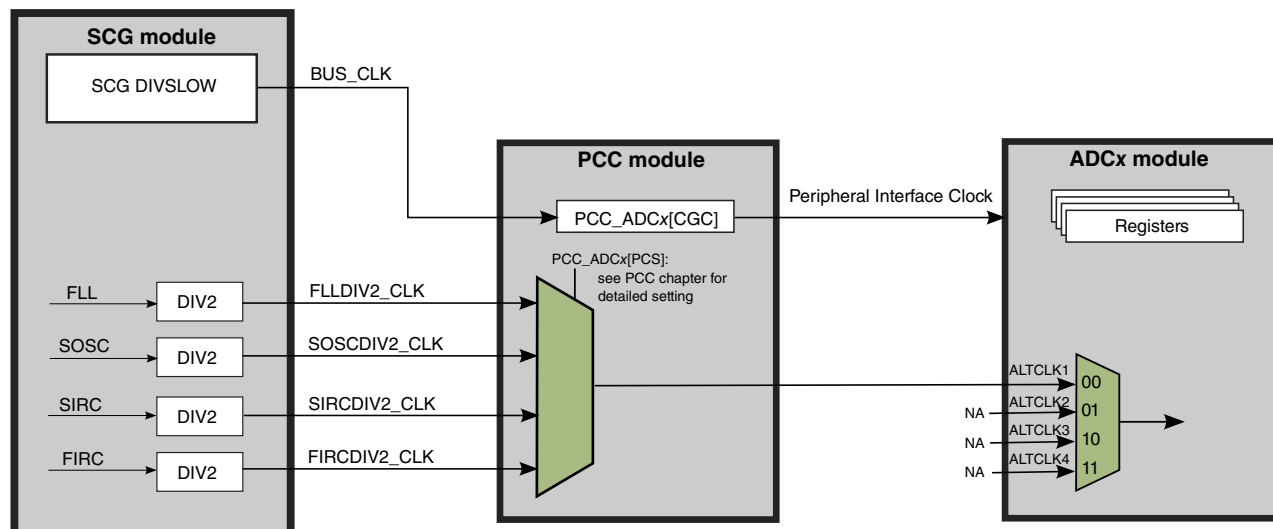 SCG module
SCG DIVSLOW
BUS_CLK
PCC module
PCC_ADCx[CGC]
Peripheral Interface Clock
ADCx module
Registers
PCC_ADCx[PCS]:
see PCC chapter for
detailed setting
FLL
DIV2
FLLDIV2_CLK
SOSC
DIV2
SOSCDIV2_CLK
SIRC
DIV2
SIRCDIV2_CLK
FIRC
DIV2
FIRCDIV2_CLK
ALTCLK1
00
NA
ALTCLK2
01
NA
ALTCLK3
10
NA
ALTCLK4
11